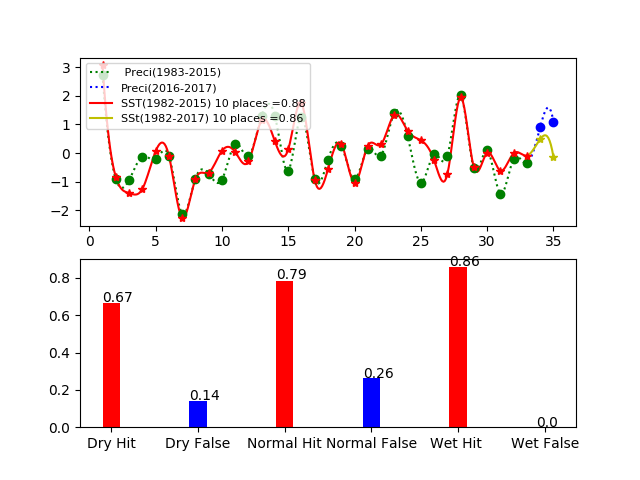 3
2
1
0
−1
−2
Preci(1983-2015)
Preci(2016-2017)
SST(1982-2015) 10 places =0.88
SSt(1982-2017) 10 places =0.86
0 5 10 15 20 25 30 35
0.8
0.6
0.4
0.2
0.0
0.67
0.14
0.79
0.26
0.86
0.0
Dry Hit Dry False Normal Hit Normal False Wet Hit Wet False